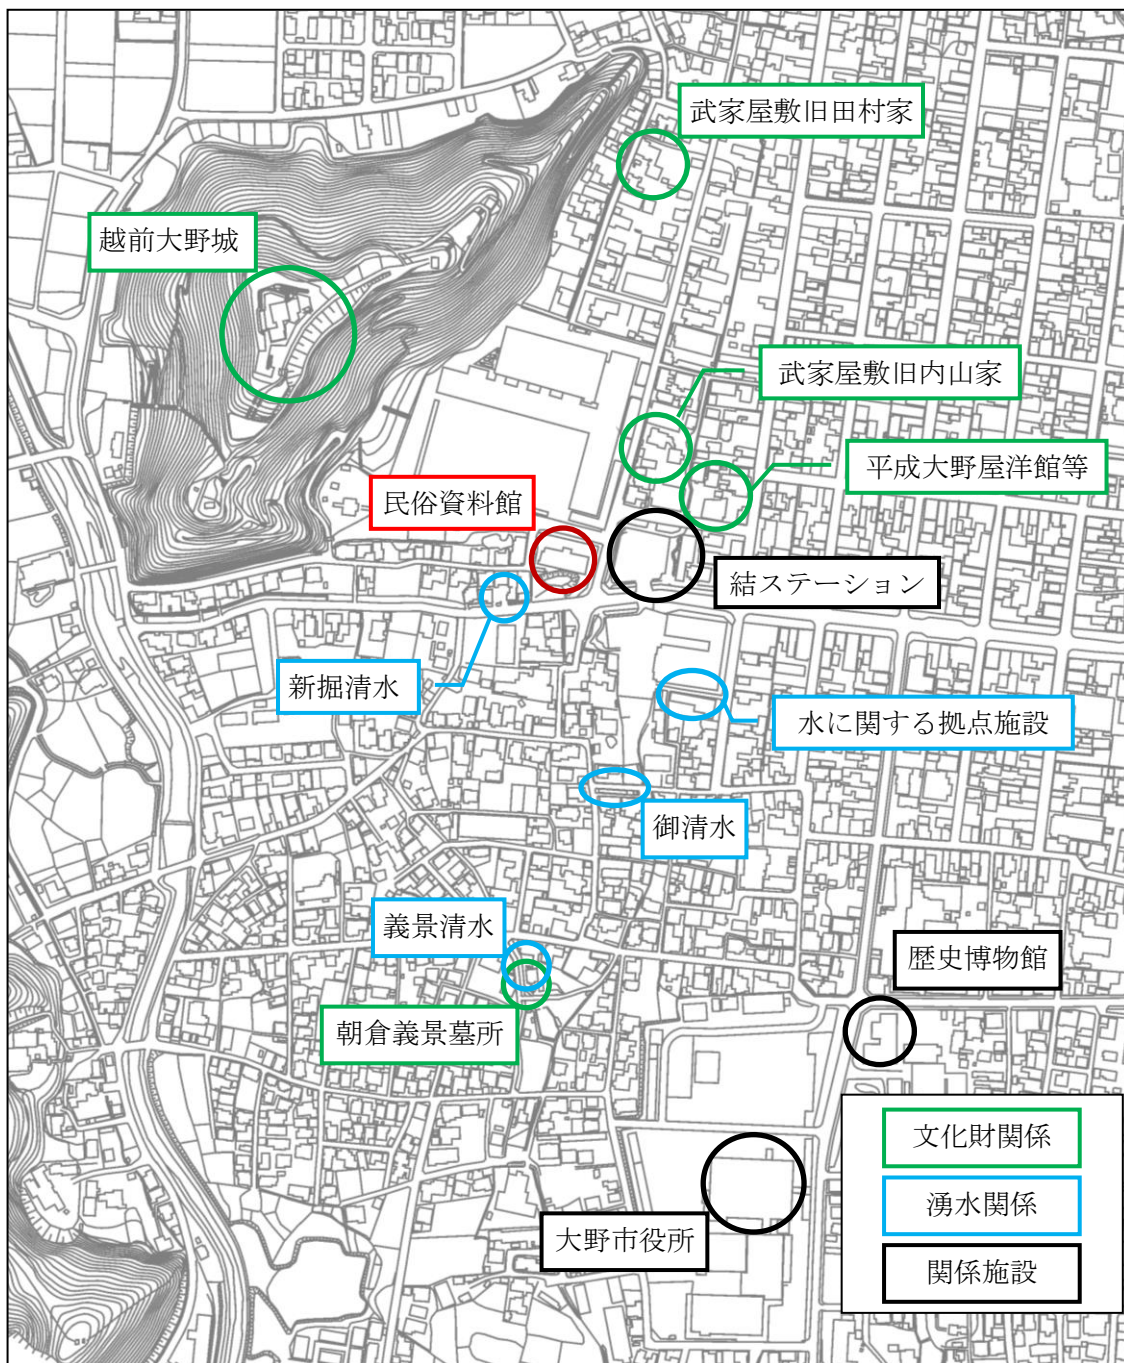 武家屋敷旧田村家
越前大野城
武家屋敷旧内山家
平成大野屋洋館等
民俗資料館
結ステーション
新掘清水
水に関する拠点施設
御清水
義景清水
歴史博物館
朝倉義景墓所
大野市役所
文化財関係
湧水関係
関係施設